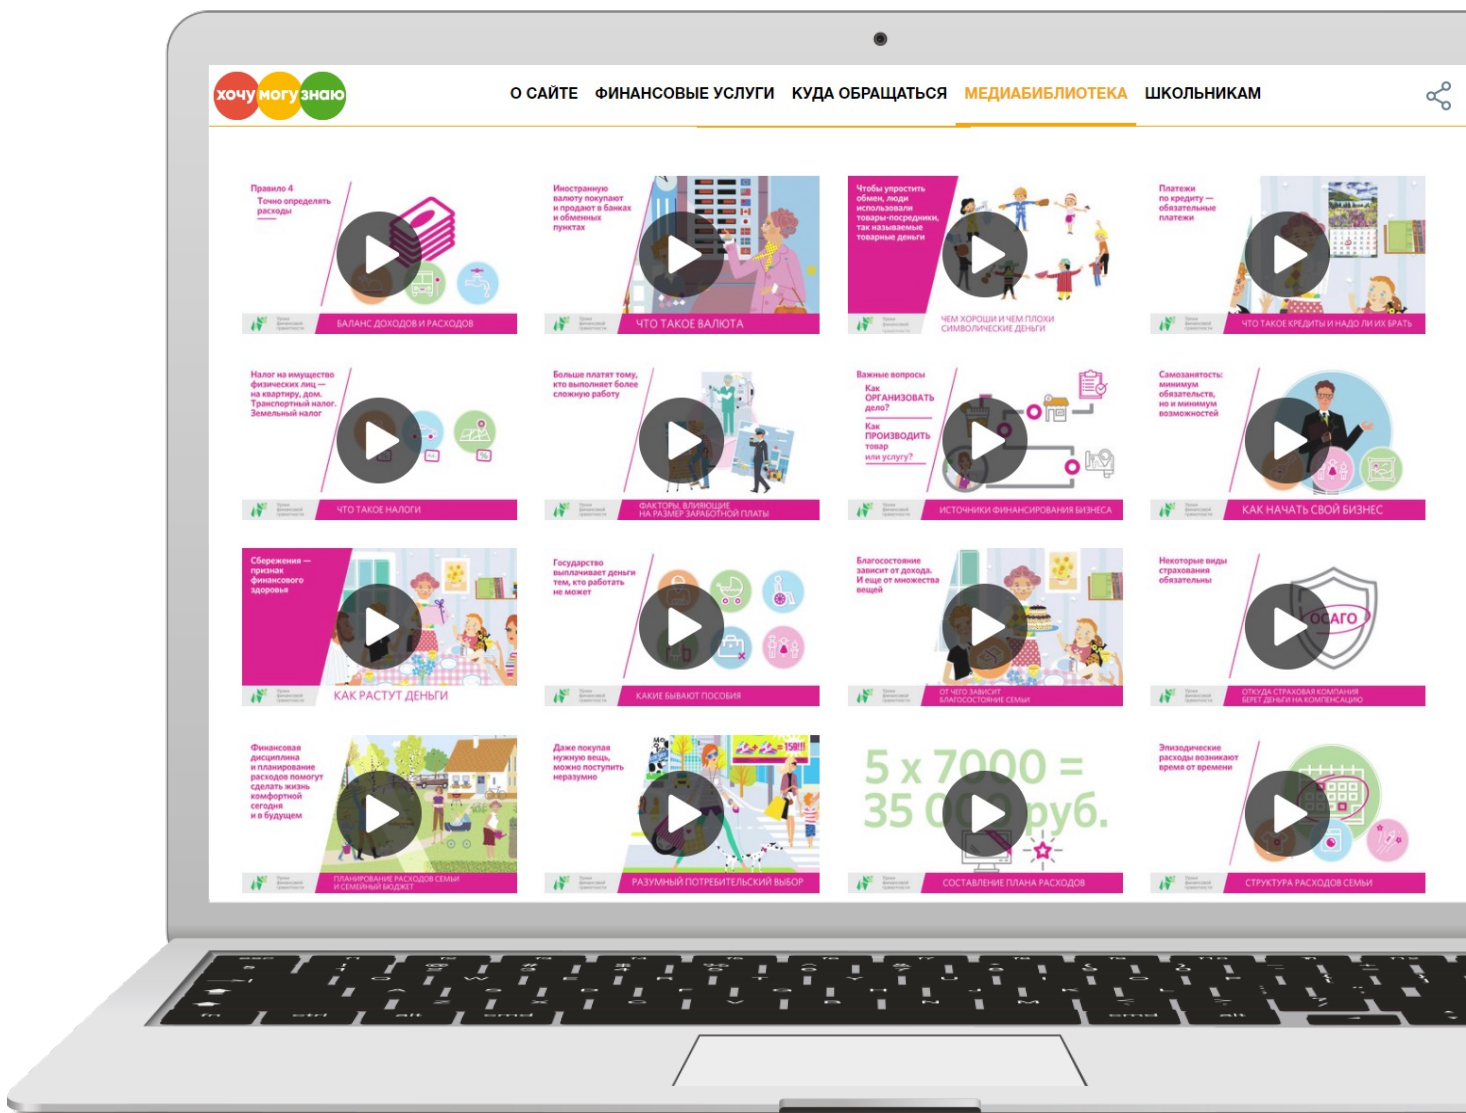 хочу могу знаю
О САЙТЕ ФИНАНСОВЫЕ УСЛУГИ КУДА ОБРАЩАТЬСЯ МЕДИАБИБЛИОТЕКА ШКОЛЬНИКАМ
Правило 4
Точно определять
расходы
БАЛАНС ДОХОДОВ И РАСХОДОВ
Иностранную
валюту покупают
и продают в банках
и обменных
пунктах
ЧТО ТАКОЕ ВАЛЮТА
Чтобы упростить
обмен, люди
использовали
товары-посредники,
так называемые
товарные деньги
ЧЕМ ХОРОШИ И ЧЕМ ПЛОХИ
СИМВОЛИЧЕСКИЕ ДЕНЬГИ
Платежи
по кредиту —
обязательные
платежи
ЧТО ТАКОЕ КРЕДИТЫ И НАДО ЛИ ИХ БРАТЬ
Налог на имущество
физических лиц —
на квартиру, дом.
Транспортный налог.
Земельный налог
ЧТО ТАКОЕ НАЛОГИ
Больше платят тому,
кто выполняет более
сложную работу
ФАКТОРЫ, ВЛИЯЮЩИЕ
НА РАЗМЕР ЗАРАБОТНОЙ ПЛАТЫ
Важные вопросы
Как
ОРГАНИЗОВАТЬ
дело?
Как
ПРОИЗВОДИТЬ
товар
или услугу?
ИСТОЧНИКИ ФИНАНСИРОВАНИЯ БИЗНЕСА
Самозанятость:
минимум
обязательств,
но и минимум
возможностей
КАК НАЧАТЬ СВОЙ БИЗНЕС
Сбережения —
признак
финансового
здоровья
КАК РАСТУТ ДЕНЬГИ
Государство
выплачивает деньги
тем, кто работать
не может
КАКИЕ БЫВАЮТ ПОСОБИЯ
Благосостояние
зависит от дохода.
И еще от множества
вещей
ОТ ЧЕГО ЗАВИСИТ
БЛАГОСОСТОЯНИЕ СЕМЬИ
Некоторые виды
страхования
обязательны
ОСАГО
ОТКУДА СТРАХОВАЯ КОМПАНИЯ
БЕРЕТ ДЕНЬГИ НА КОМПЕНСАЦИЮ
Финансовая
дисциплина
и планирование
расходов помогут
сделать жизнь
комфортной
сегодня
и в будущем
ПЛАНИРОВАНИЕ РАСХОДОВ СЕМЬИ
И СЕМЕЙНЫЙ БЮДЖЕТ
Даже покупая
нужную вещь,
можно поступить
неразумно
= 159!!!
РАЗУМНЫЙ ПОТРЕБИТЕЛЬСКИЙ ВЫБОР
5 x 7000 =
35 000 руб.
СОСТАВЛЕНИЕ ПЛАНА РАСХОДОВ
Эпизодические
расходы возникают
время от времени
СТРУКТУРА РАСХОДОВ СЕМЬИ